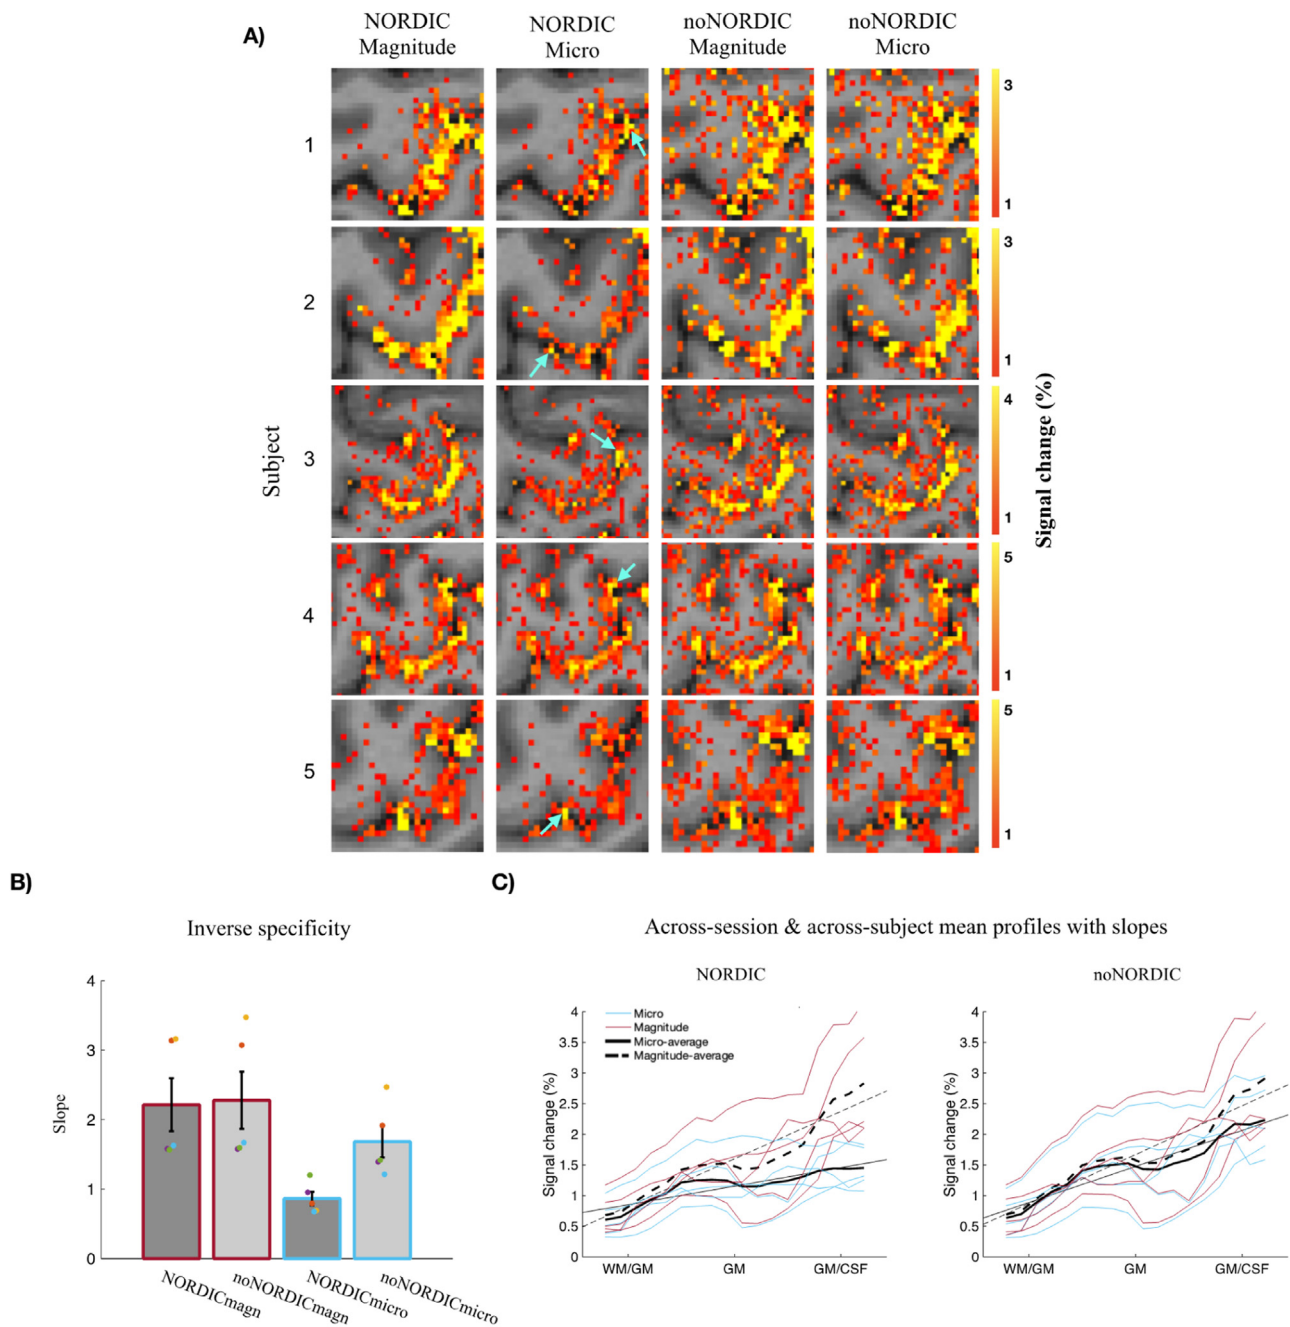 A)
NORDIC
Magnitude
NORDIC
Micro
noNORDIC
Magnitude
noNORDIC
Micro
Subject
1
2
3
4
5
3
1
3
1
4
1
5
1
5
1
Signal change (%)
B)
Inverse specificity
Slope
4
3
2
1
0
NORDICmagn
noNORDICmagn
NORDICmicro
noNORDICmicro
C)
Across-session & across-subject mean profiles with slopes
NORDIC
Signal change (%)
4
3.5
3
2.5
2
1.5
1
0.5
0
Micro
Magnitude
Micro-average
Magnitude-average
WM/GM
GM
GM/CSF
noNORDIC
Signal change (%)
4
3.5
3
2.5
2
1.5
1
0.5
0
WM/GM
GM
GM/CSF